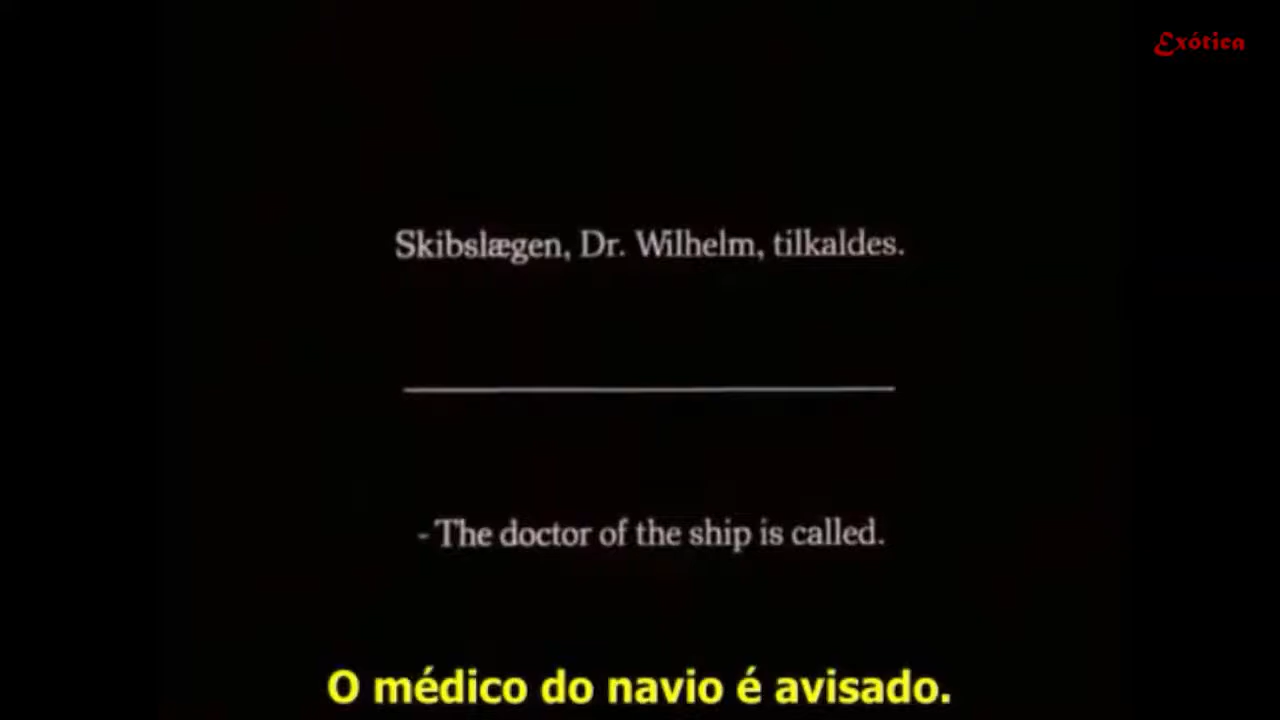 Exótica
Skibslægen, Dr. Wilhelm, tilkaldes.
- The doctor of the ship is called.
O médico do navio é avisado.